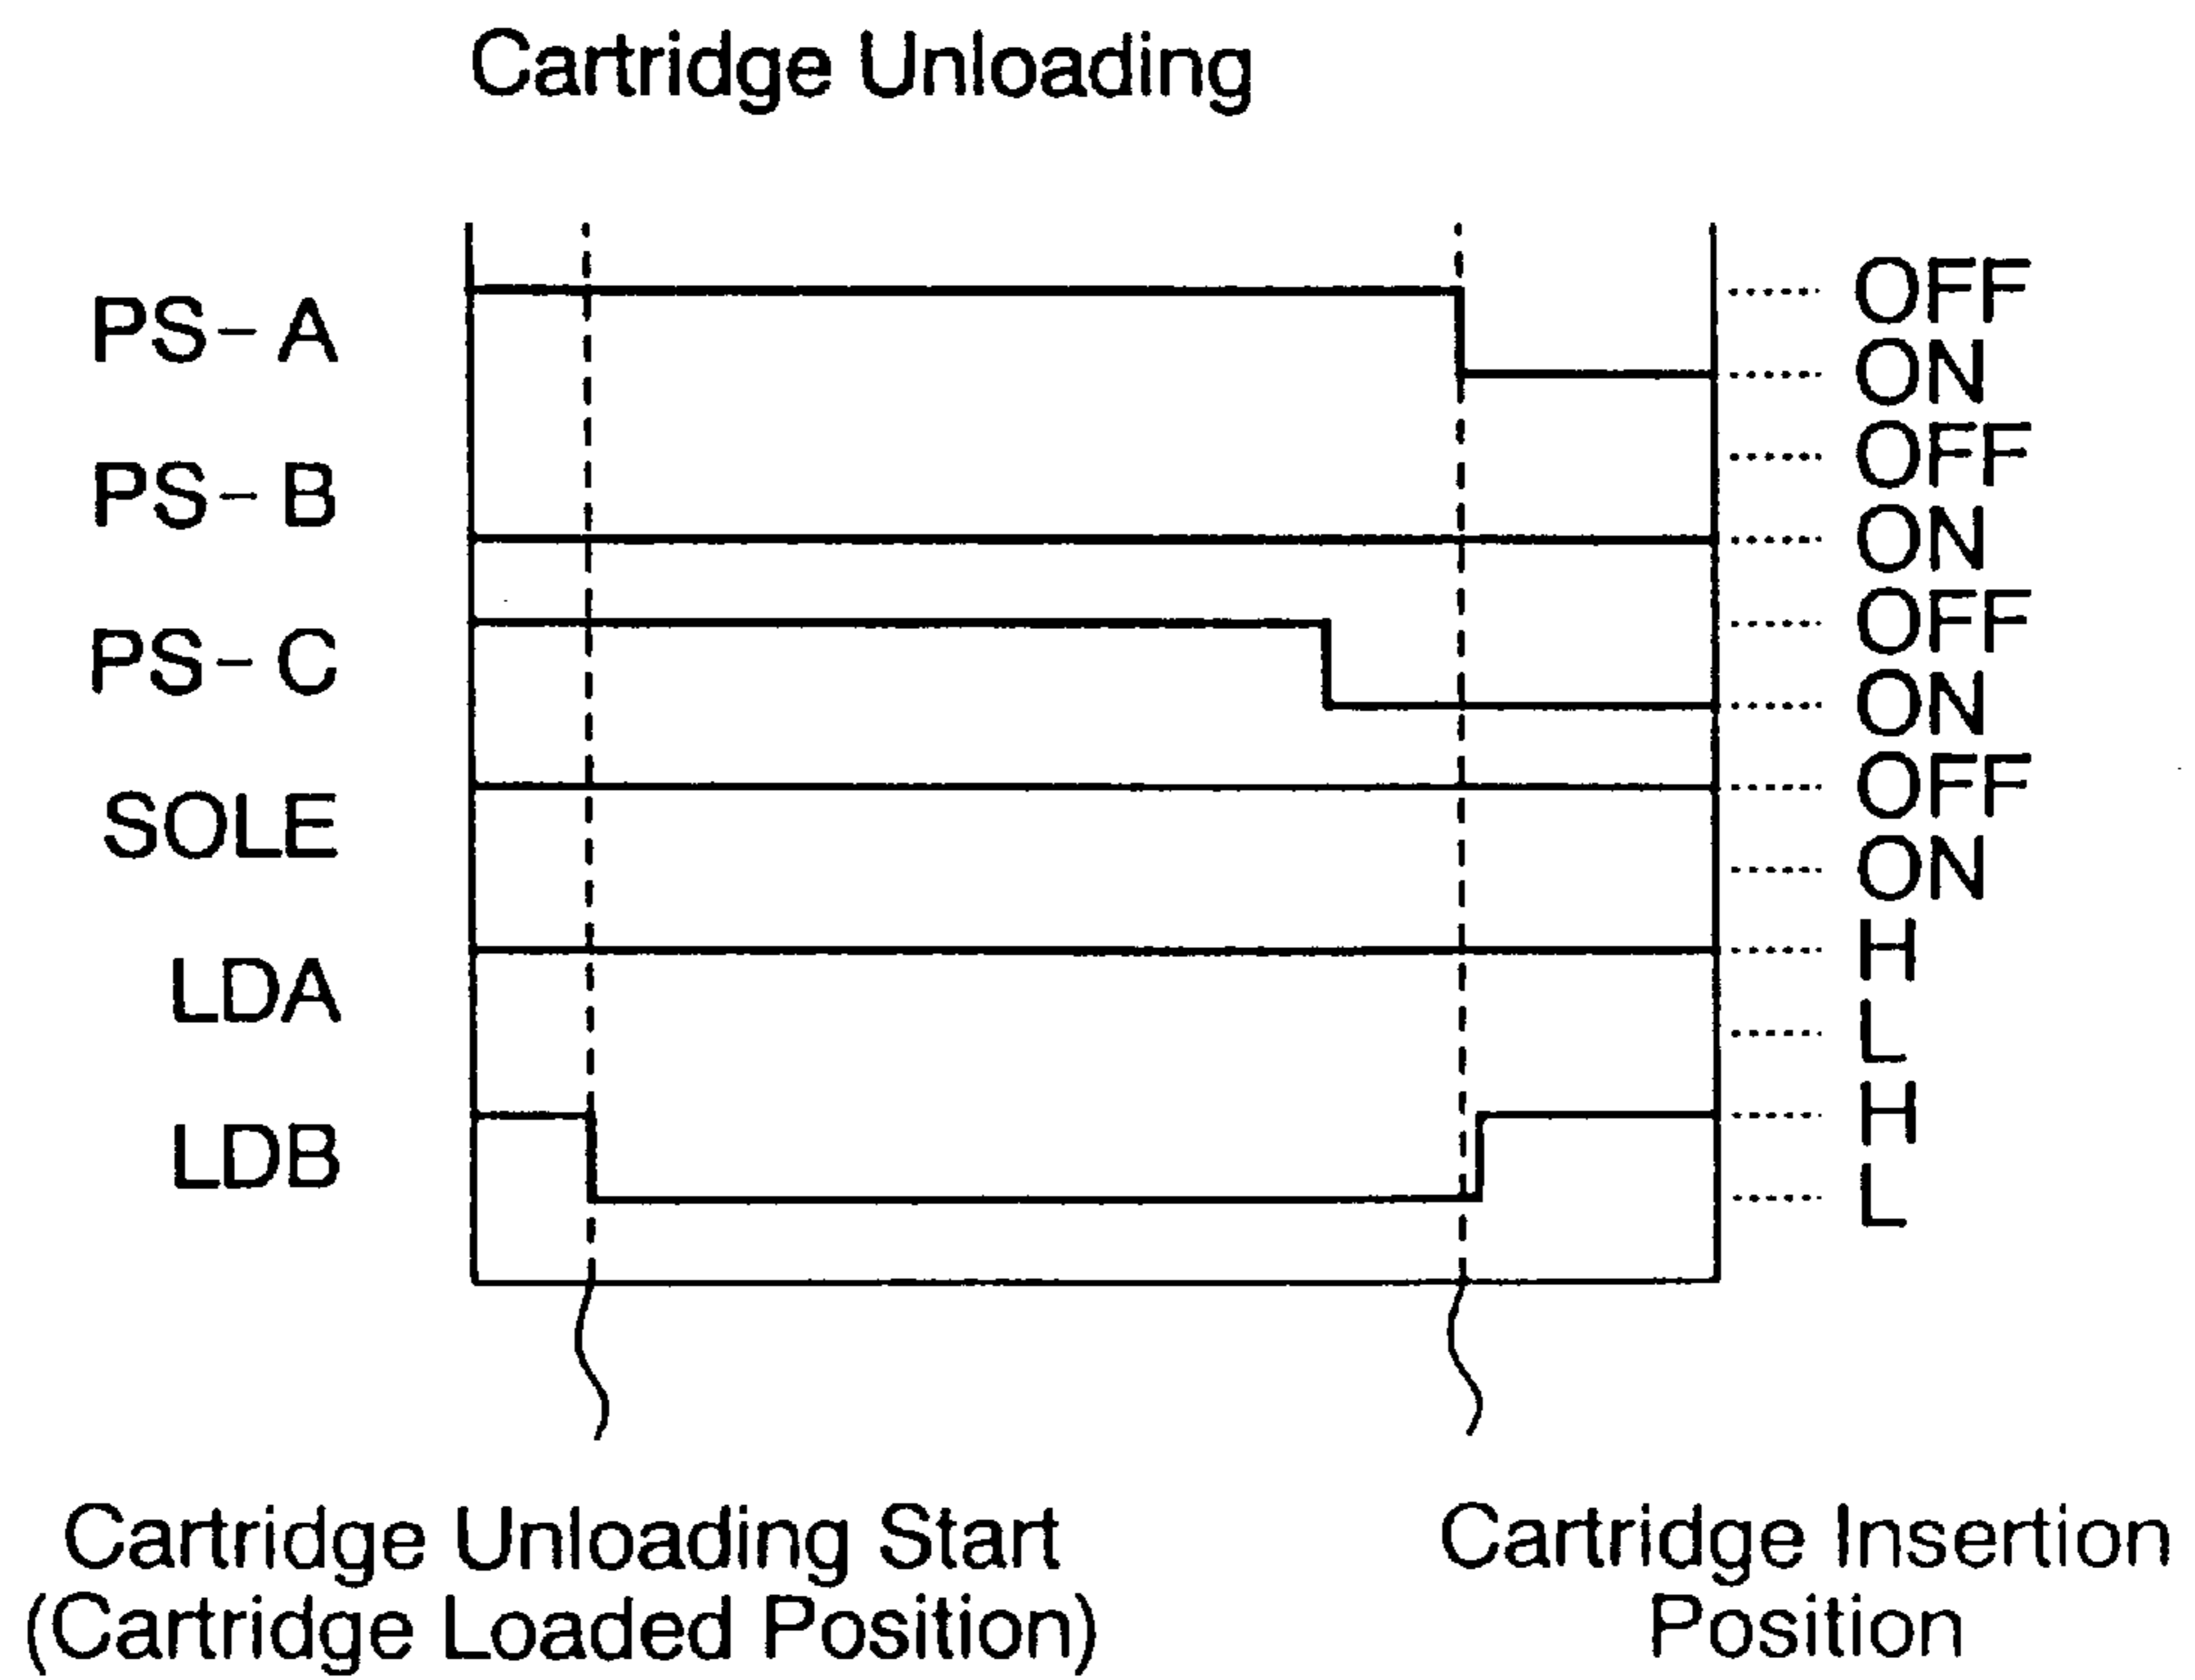 Cartridge Unloading
PS-A
OFF
ON
PS-B
OFF
ON
PS-C
OFF
ON
SOLE
OFF
ON
LDA
H
L
LDB
H
L
Cartridge Unloading Start
(Cartridge Loaded Position)
Cartridge Insertion
Position